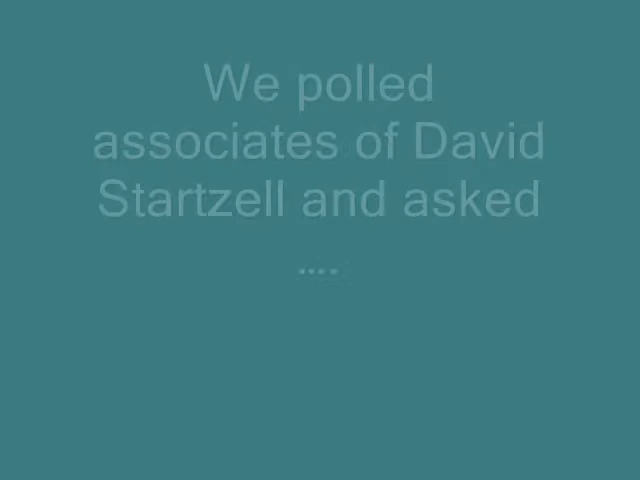 We polled
associates of David
Startzell and asked
....